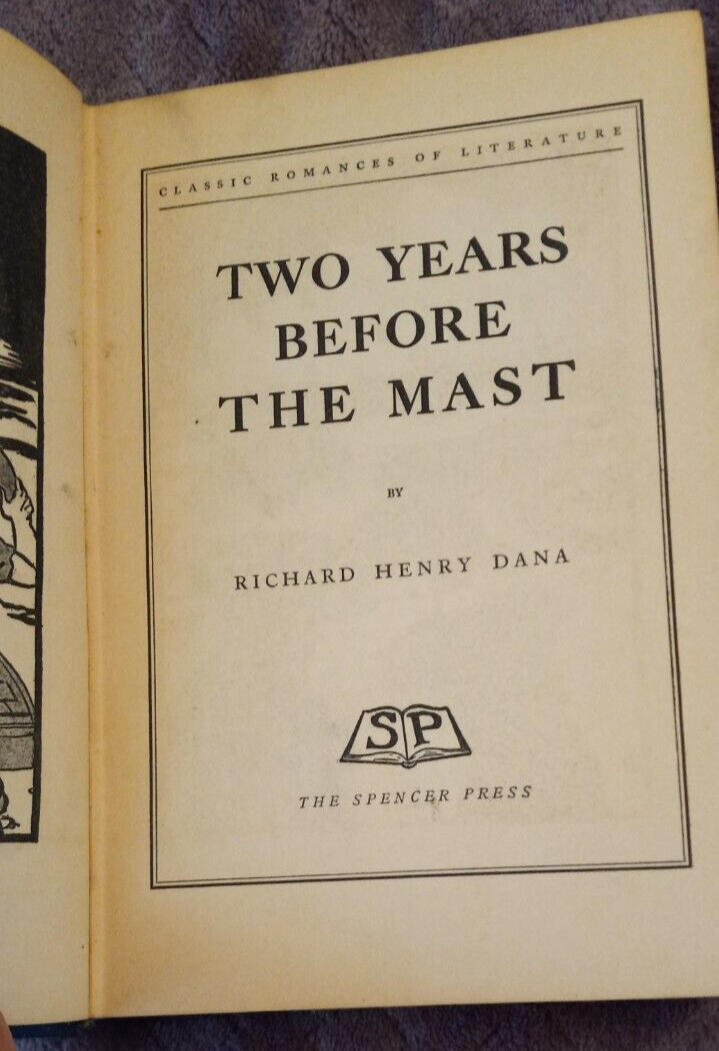 CLASSIC ROMANCES OF LITERATURE
TWO YEARS
BEFORE
THE MAST
BY
RICHARD HENRY DANA
SP
THE SPENCER PRESS